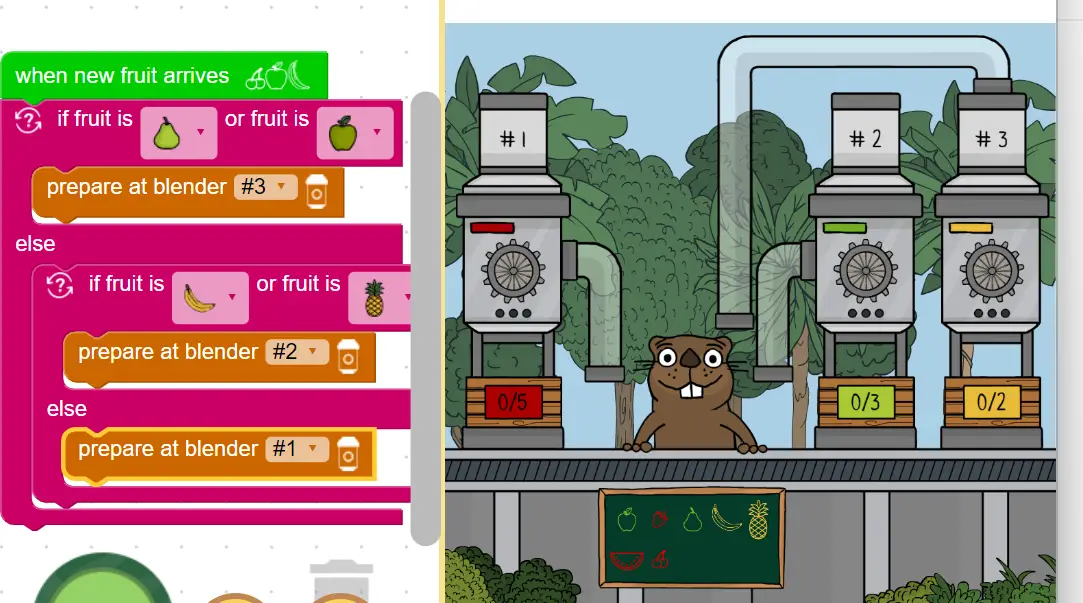 when new fruit arrives
if fruit is or fruit is
prepare at blender #3
else
if fruit is or fruit is
prepare at blender #2
else
prepare at blender #1
#1
#2
#3
0/5
0/3
0/2